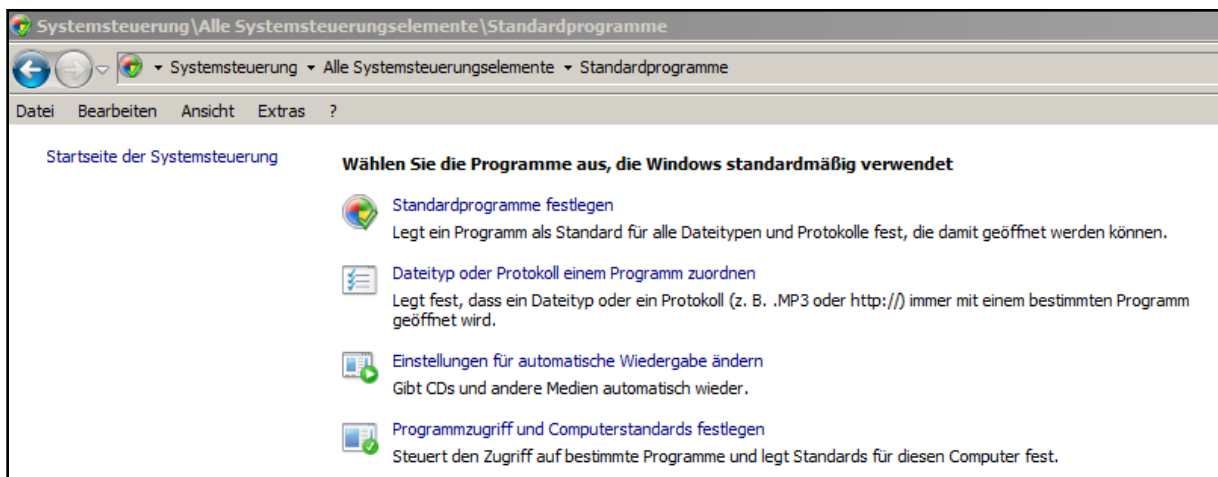 Systemsteuerung\Alle Systemsteuerungselemente\Standardprogramme
Systemsteuerung Alle Systemsteuerungselemente Standardprogramme
Datei Bearbeiten Ansicht Extras ?
Startseite der Systemsteuerung
Wählen Sie die Programme aus, die Windows standardmäßig verwendet
Standardprogramme festlegen
Legt ein Programm als Standard für alle Dateitypen und Protokolle fest, die damit geöffnet werden können.
Dateityp oder Protokoll einem Programm zuordnen
Legt fest, dass ein Dateityp oder ein Protokoll (z. B. .MP3 oder http://) immer mit einem bestimmten Programm
geöffnet wird.
Einstellungen für automatische Wiedergabe ändern
Gibt CDs und andere Medien automatisch wieder.
Programmzugriff und Computerstandards festlegen
Steuert den Zugriff auf bestimmte Programme und legt Standards für diesen Computer fest.